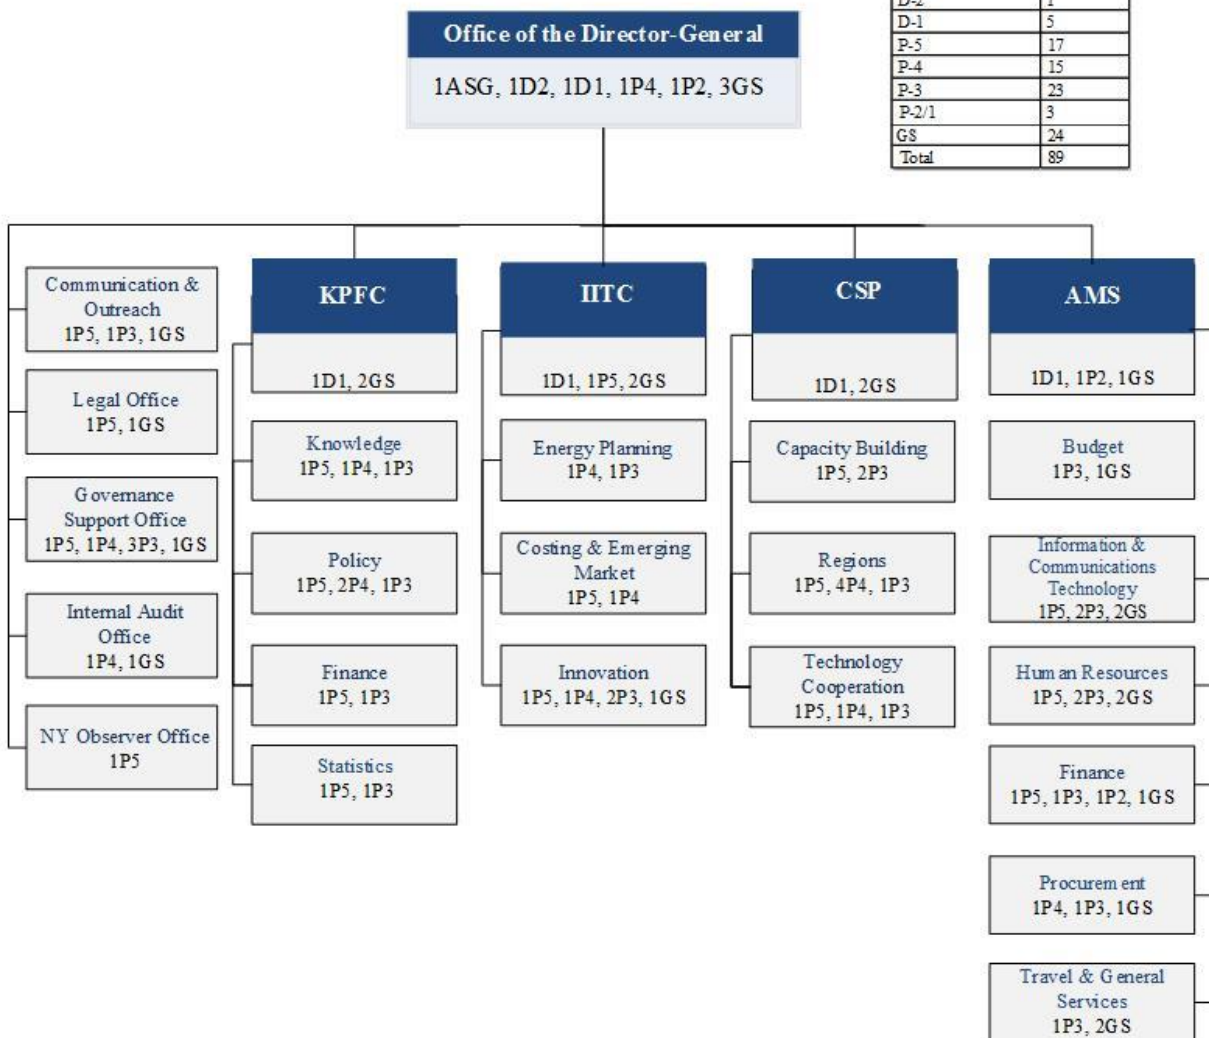 D-2 1
D-1 5
P-5 17
P-4 15
P-3 23
P-2/1 3
GS 24
Total 89
Office of the Director-General
1ASG, 1D2, 1D1, 1P4, 1P2, 3GS
Communication &
Outreach
1P5, 1P3, 1GS
Legal Office
1P5, 1GS
Governance
Support Office
1P5, 1P4, 3P3, 1GS
Internal Audit
Office
1P4, 1GS
NY Observer Office
1P5
KPFC
1D1, 2GS
Knowledge
1P5, 1P4, 1P3
Policy
1P5, 2P4, 1P3
Finance
1P5, 1P3
Statistics
1P5, 1P3
IITC
1D1, 1P5, 2GS
Energy Planning
1P4, 1P3
Costing & Emerging
Market
1P5, 1P4
Innovation
1P5, 1P4, 2P3, 1GS
CSP
1D1, 2GS
Capacity Building
1P5, 2P3
Regions
1P5, 4P4, 1P3
Technology
Cooperation
1P5, 1P4, 1P3
AMS
1D1, 1P2, 1GS
Budget
1P3, 1GS
Information &
Communications
Technology
1P5, 2P3, 2GS
Human Resources
1P5, 2P3, 2GS
Finance
1P5, 1P3, 1P2, 1GS
Procurement
1P4, 1P3, 1GS
Travel & General
Services
1P3, 2GS